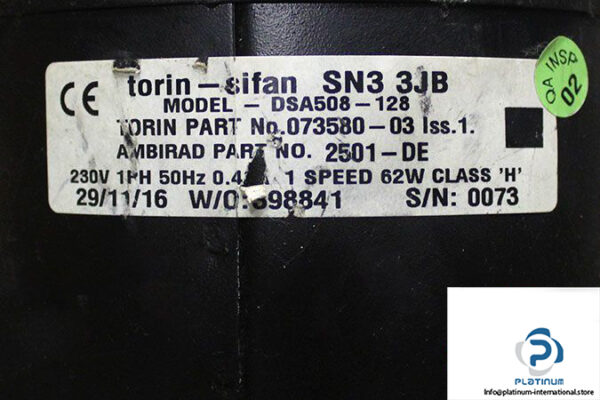 torin-sifan SN3 3JB
MODEL - DSA508-128
TORIN PART No.073580-03 Iss.1.
AMBIRAD PART NO. 2501-DE
230V 1PH 50Hz 1 SPEED 62W CLASS 'H'
29/11/16 W/O: 98841 S/N: 0073
CE
QA INSP
02
PLATINUM
Info@platinum-international.store